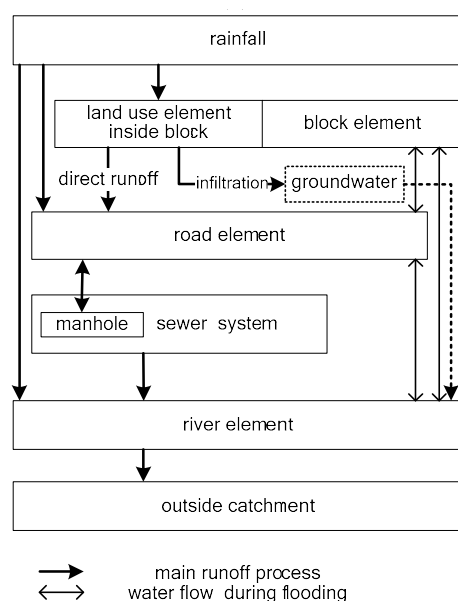 rainfall
land use element
inside block
block element
direct runoff
infiltration
groundwater
road element
manhole
sewer system
river element
outside catchment
main runoff process
water flow during flooding